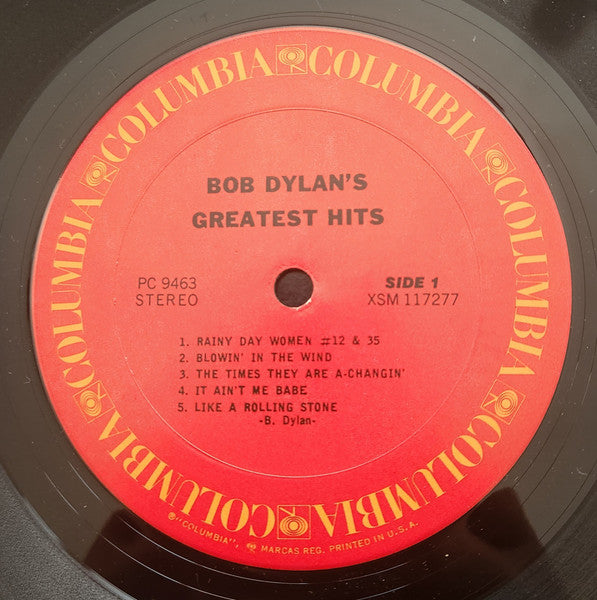 COLUMBIA COLUMBIA COLUMBIA COLUMBIA COLUMBIA COLUMBIA
BOB DYLAN'S
GREATEST HITS
PC 9463
STEREO
SIDE 1
XSM 117277
1. RAINY DAY WOMEN #12 & 35
2. BLOWIN' IN THE WIND
3. THE TIMES THEY ARE A-CHANGIN'
4. IT AIN'T ME BABE
5. LIKE A ROLLING STONE
-B. Dylan-
℗"COLUMBIA", MARCAS REG. PRINTED IN U.S.A.